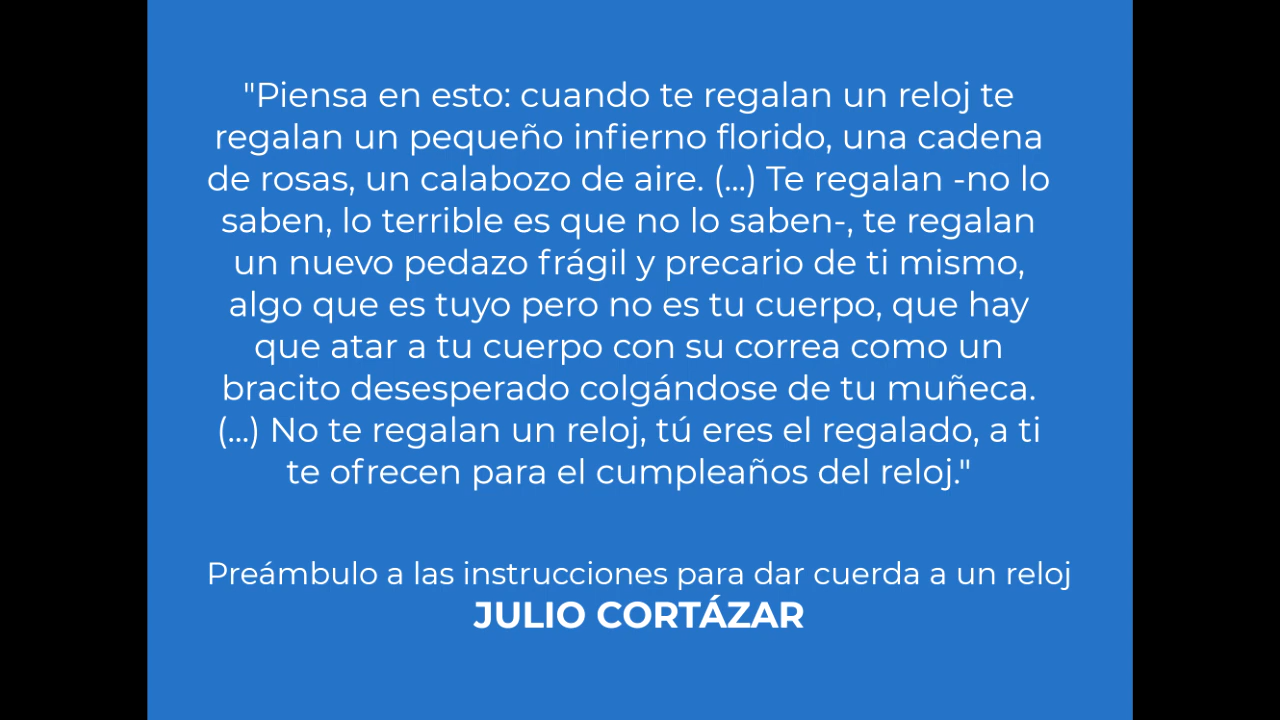 "Piensa en esto: cuando te regalan un reloj te
regalan un pequeño infierno florido, una cadena
de rosas, un calabozo de aire. (...) Te regalan -no lo
saben, lo terrible es que no lo saben-, te regalan
un nuevo pedazo frágil y precario de ti mismo,
algo que es tuyo pero no es tu cuerpo, que hay
que atar a tu cuerpo con su correa como un
bracito desesperado colgándose de tu muñeca.
(...) No te regalan un reloj, tú eres el regalado, a ti
te ofrecen para el cumpleaños del reloj."
Preámbulo a las instrucciones para dar cuerda a un reloj
JULIO CORTÁZAR